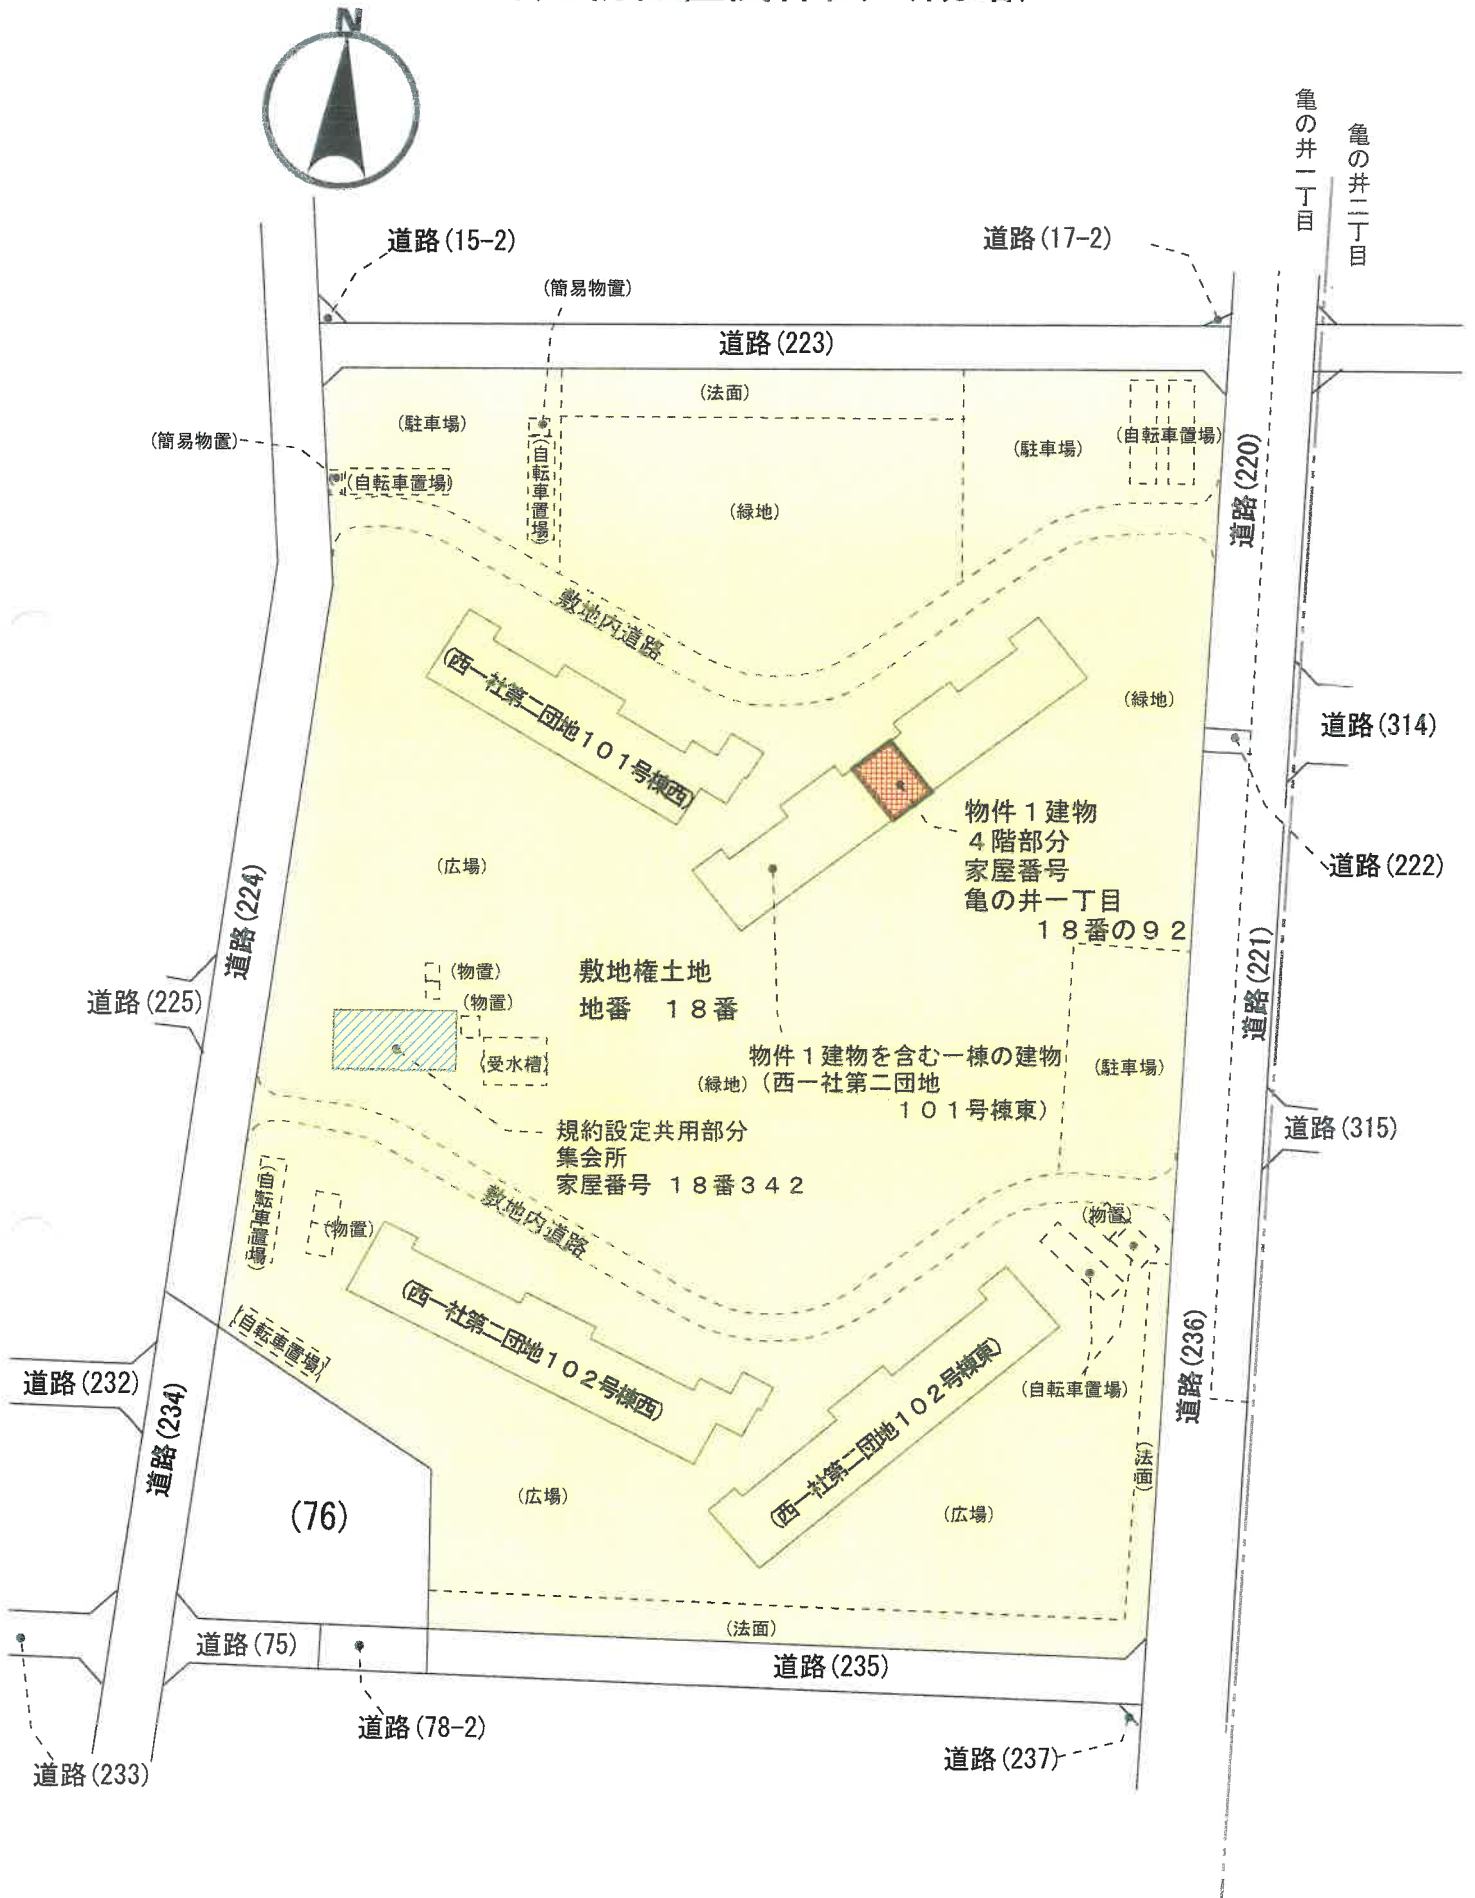 N
亀の井一丁目
亀の井二丁目
道路(15-2)
道路(17-2)
(簡易物置)
道路(223)
(法面)
(駐車場)
(簡易物置)
(自転車置場)
(自転車置場)
(緑地)
(駐車場)
(自転車置場)
道路(220)
敷地内道路
(西一社第二団地101号棟西)
(緑地)
道路(314)
物件1建物
4階部分
家屋番号
亀の井一丁目
18番の92
道路(222)
(広場)
道路(224)
道路(221)
道路(225)
(物置)
(物置)
敷地権土地
地番 18番
(受水槽)
物件1建物を含む一棟の建物
(西一社第二団地
101号棟東)
(緑地)
(駐車場)
規約設定共用部分
集会所
家屋番号 18番342
道路(315)
(自転車置場)
(物置)
敷地内道路
(物置)
(自転車置場)
(西一社第二団地102号棟西)
(西一社第二団地102号棟東)
(自転車置場)
道路(236)
道路(232)
道路(234)
(76)
(広場)
(広場)
(法面)
(法面)
道路(75)
道路(235)
道路(78-2)
道路(237)
道路(233)